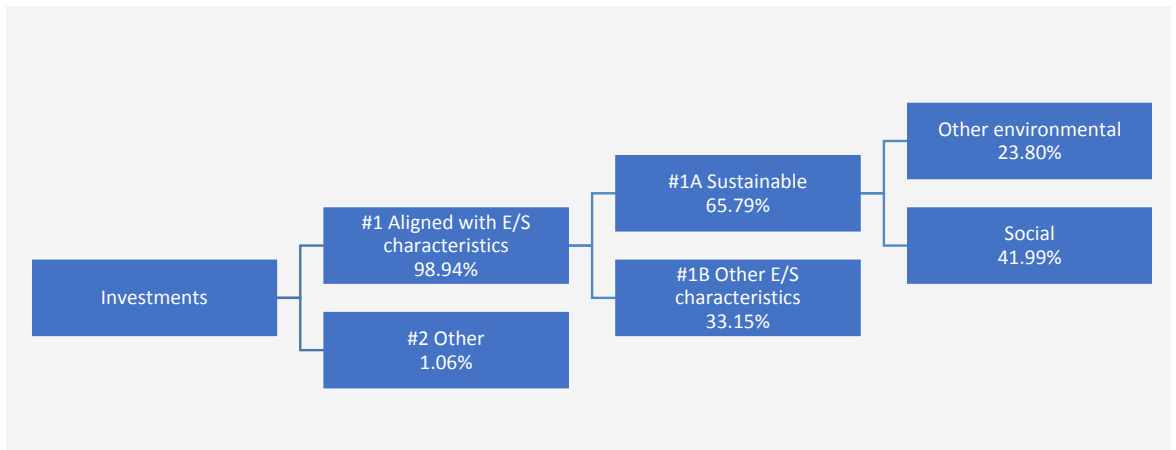 Investments
#1 Aligned with E/S
characteristics
98.94%
#2 Other
1.06%
#1A Sustainable
65.79%
#1B Other E/S
characteristics
33.15%
Other environmental
23.80%
Social
41.99%